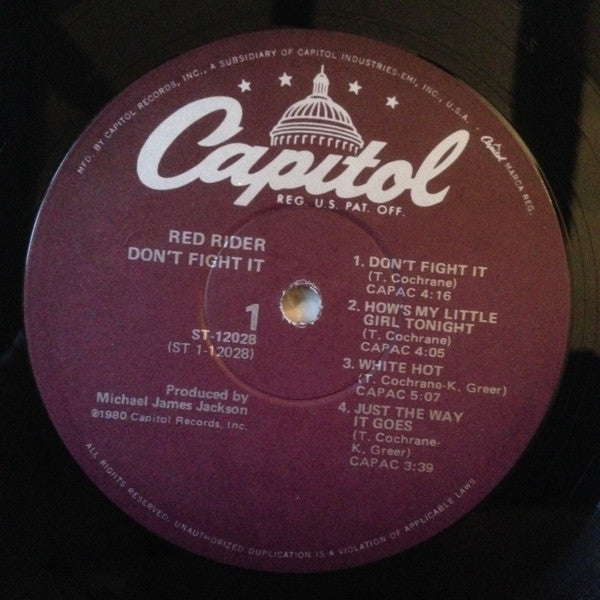 MFD. BY CAPITOL RECORDS, INC., A SUBSIDIARY OF CAPITOL INDUSTRIES-EMI, INC., U.S.A. • Capitol MARCA REG.
Capitol
REG. U.S. PAT. OFF.
RED RIDER
DON'T FIGHT IT
1
ST-12028
(ST 1-12028)
Produced by
Michael James Jackson
℗1980 Capitol Records, Inc.
1. DON'T FIGHT IT
(T. Cochrane)
CAPAC 4:16
2. HOW'S MY LITTLE
GIRL TONIGHT
(T. Cochrane)
CAPAC 4:05
3. WHITE HOT
(T. Cochrane-K. Greer)
CAPAC 5:07
4. JUST THE WAY
IT GOES
(T. Cochrane-
K. Greer)
CAPAC 3:39
ALL RIGHTS RESERVED. UNAUTHORIZED DUPLICATION IS A VIOLATION OF APPLICABLE LAWS